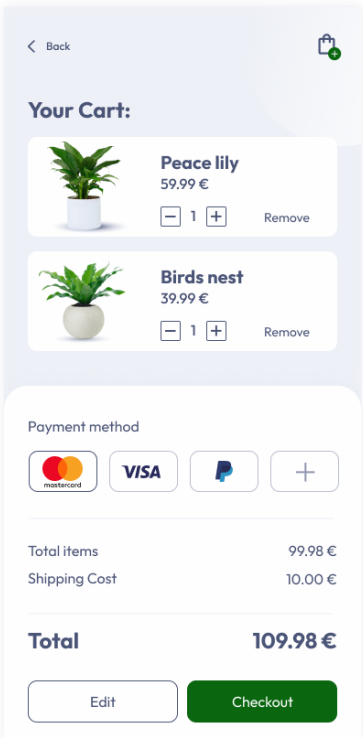 Back
Your Cart:
Peace lily
59.99 €
1
Remove
Birds nest
39.99 €
1
Remove
Payment method
mastercard
VISA
Total items 99.98 €
Shipping Cost 10.00 €
Total 109.98 €
Edit
Checkout